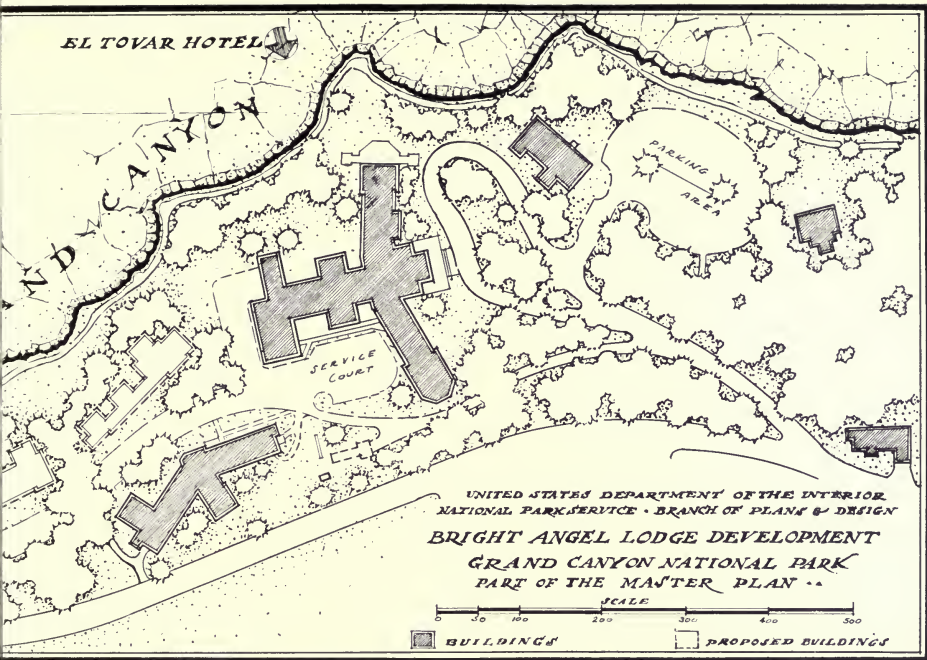 EL TOVAR HOTEL
AND CANYON
PARKING
AREA
SERVICE
COURT
UNITED STATES DEPARTMENT OF THE INTERIOR
NATIONAL PARK SERVICE · BRANCH OF PLANS & DESIGN
BRIGHT ANGEL LODGE DEVELOPMENT
GRAND CANYON NATIONAL PARK
PART OF THE MASTER PLAN ··
SCALE
0 50 100 200 300 400 500
BUILDINGS
PROPOSED BUILDINGS